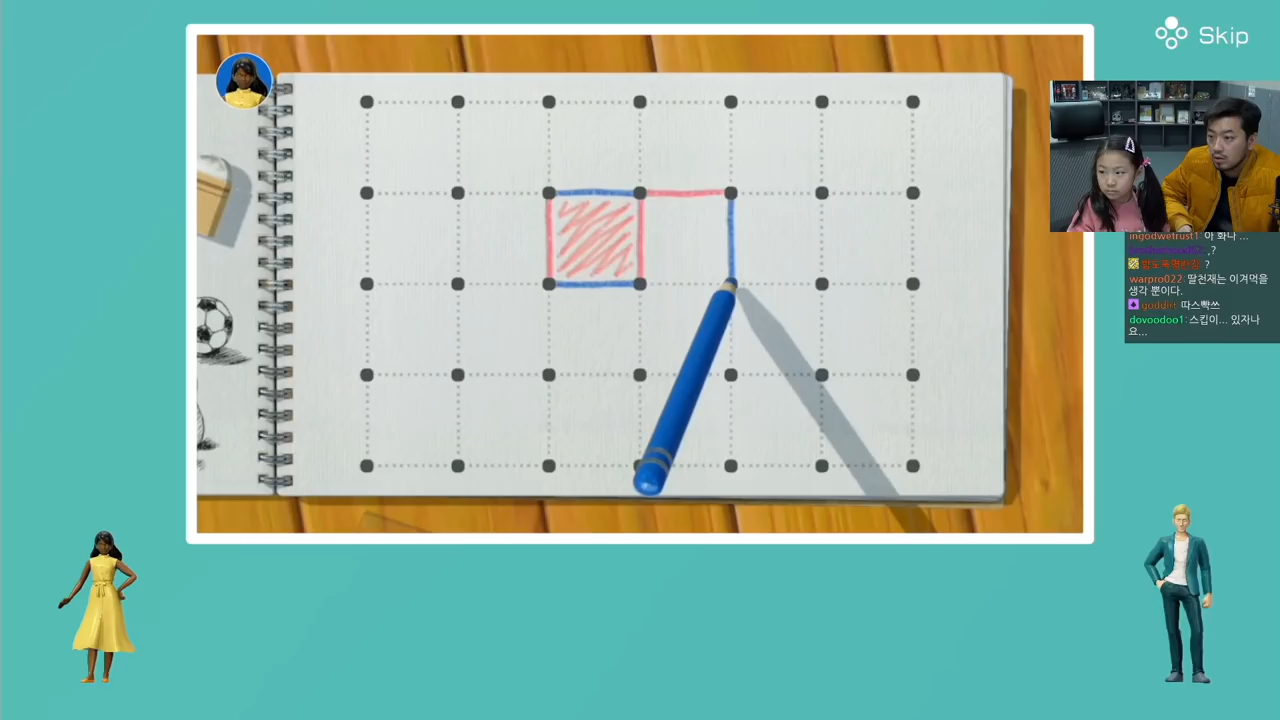 Skip
ingodwetrust1: 아 화나 ...
,?
?
warpro022: 딸천재는 이겨먹을
생각 뿐이다.
goddirt: 따스빡쓰
dovoodoo1: 스킵이... 있자나
요...